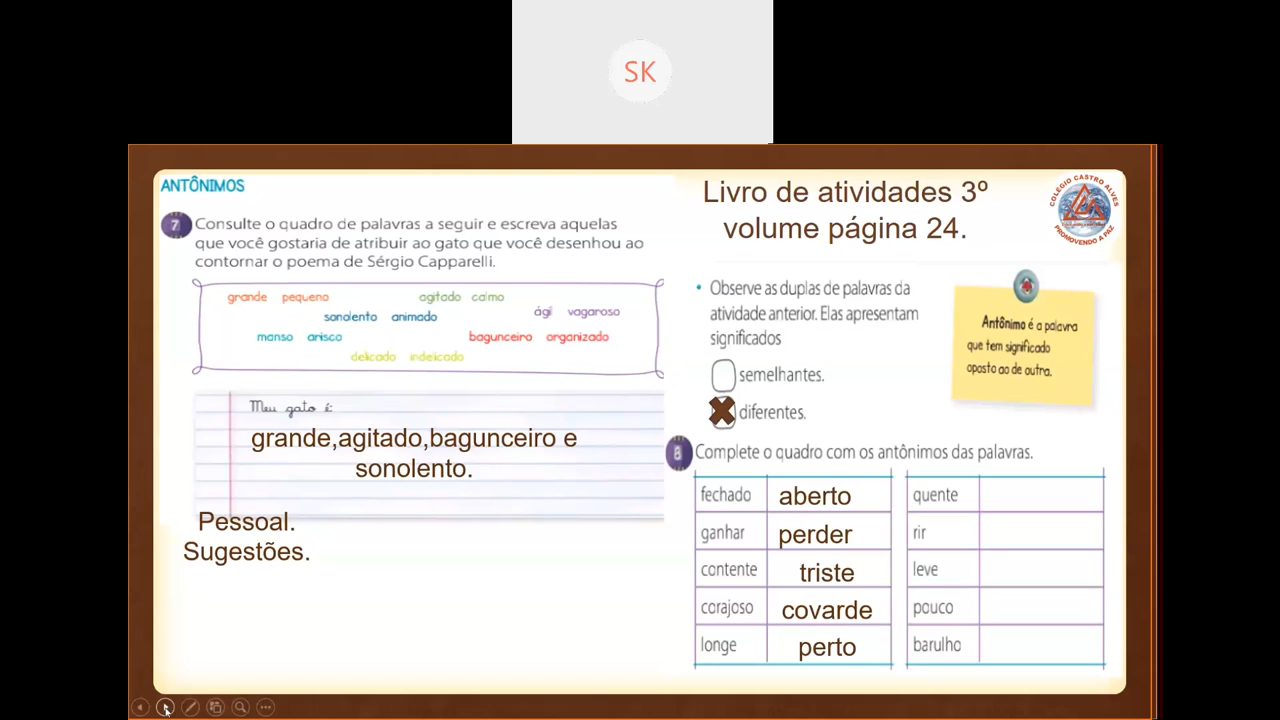 SK
ANTÔNIMOS
7 Consulte o quadro de palavras a seguir e escreva aquelas
que você gostaria de atribuir ao gato que você desenhou ao
contornar o poema de Sérgio Capparelli.
grande pequeno agitado calmo
sonolento animado ágil vagaroso
manso arisco bagunceiro organizado
delicado indelicado
Meu gato é:
grande,agitado,bagunceiro e
sonolento.
Pessoal.
Sugestões.
Livro de atividades 3º
volume página 24.
COLÉGIO CASTRO ALVES
PROMOVENDO A PAZ
• Observe as duplas de palavras da
atividade anterior. Elas apresentam
significados
semelhantes.
diferentes.
Antônimo é a palavra
que tem significado
oposto ao de outra.
8 Complete o quadro com os antônimos das palavras.
fechado aberto quente
ganhar perder rir
contente triste leve
corajoso covarde pouco
longe perto barulho